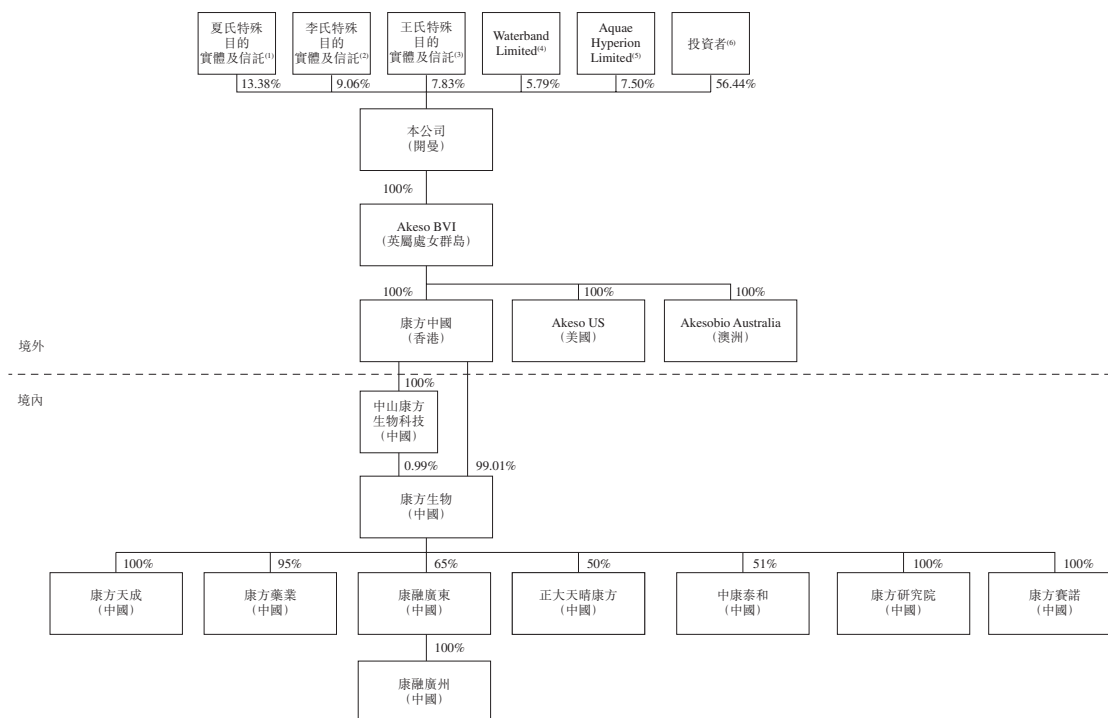 夏氏特殊
目的
實體及信託(1)
李氏特殊
目的
實體及信託(2)
王氏特殊
目的
實體及信託(3)
Waterband
Limited(4)
Aquae
Hyperion
Limited(5)
投資者(6)
13.38%
9.06%
7.83%
5.79%
7.50%
56.44%
本公司
(開曼)
100%
Akeso BVI
(英屬處女群島)
100%
100%
100%
康方中國
(香港)
Akeso US
(美國)
Akesobio Australia
(澳洲)
境外
境內
100%
中山康方
生物科技
(中國)
0.99%
99.01%
康方生物
(中國)
100%
95%
65%
50%
51%
100%
100%
康方天成
(中國)
康方藥業
(中國)
康融廣東
(中國)
正大天晴康方
(中國)
中康泰和
(中國)
康方研究院
(中國)
康方賽諾
(中國)
100%
康融廣州
(中國)